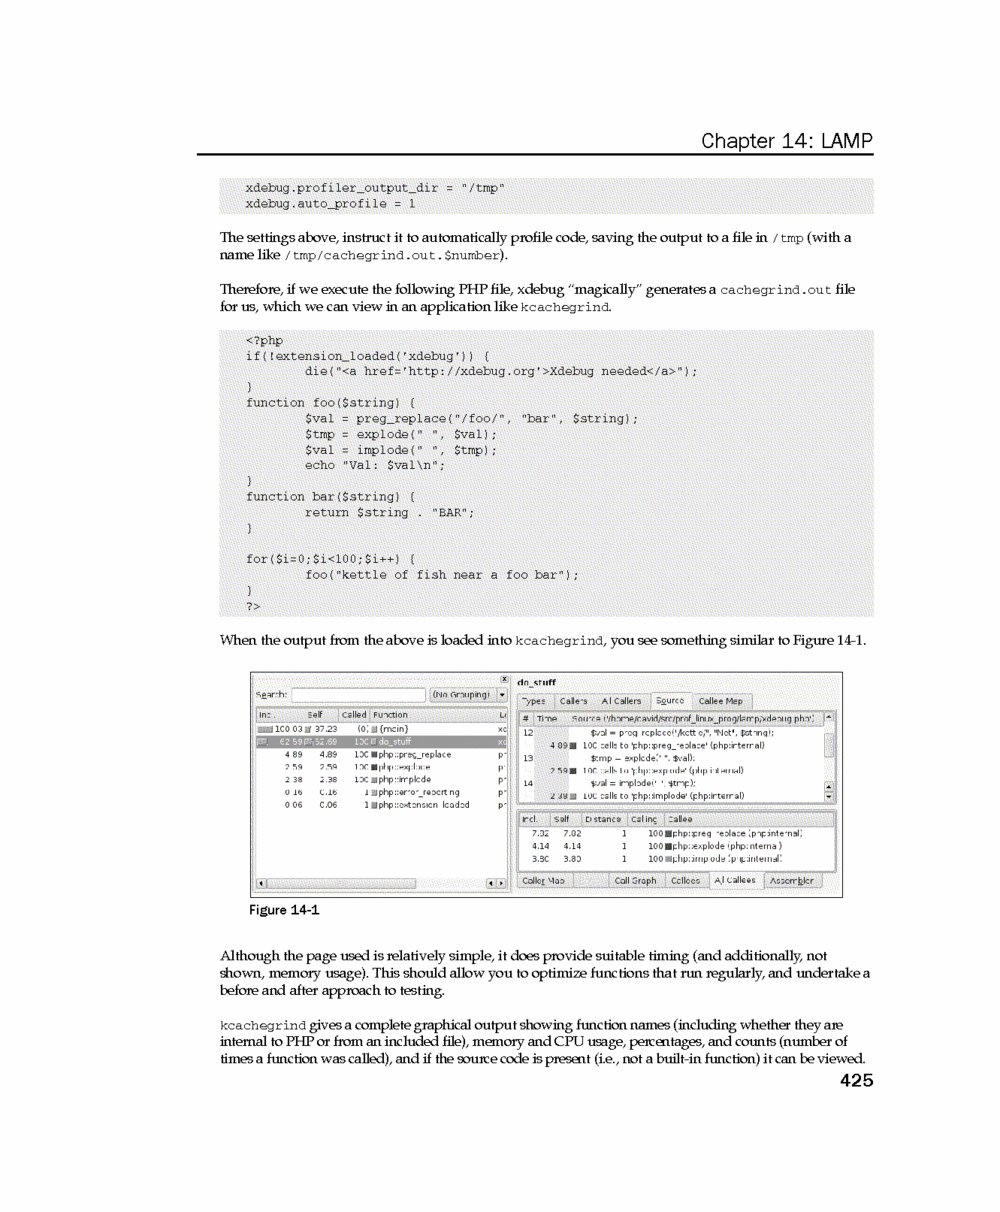 Chapter 14: LAMP
xdebug.profiler_output_dir = "/tmp"
xdebug.auto_profile = 1
The settings above, instruct it to automatically profile code, saving the output to a file in /tmp (with a
name like /tmp/cachegrind.out.$number).
Therefore, if we execute the following PHP file, xdebug “magically” generates a cachegrind.out file
for us, which we can view in an application like kcachegrind.
<?php
if(!extension_loaded('xdebug')) {
die("<a href='http://xdebug.org'>Xdebug needed</a>");
}
function foo($string) {
$val = preg_replace("/foo/", "bar", $string);
$tmp = explode(" ", $val);
$val = implode(" ", $tmp);
echo "Val: $val\n";
}
function bar($string) {
return $string . "BAR";
}
for($i=0;$i<100;$i++) {
foo("kettle of fish near a foo bar");
}
?>
When the output from the above is loaded into kcachegrind, you see something similar to Figure 14-1.
Search: (No Grouping)
Incl. Self Called Function
100.03 37.23 (0) {main}
62.59 52.69 100 do_stuff
4.89 4.89 100 php::preg_replace
2.59 2.59 100 php::explode
2.38 2.38 100 php::implode
0.16 0.16 1 php::error_reporting
0.06 0.06 1 php::extension_loaded
do_stuff
Types Callers All Callers Source Callee Map
# Time Source ('/home/david/src/prof_linux_prog/lamp/xdebug.php')
12 $val = preg_replace("/kettle/", "Net", $string);
4.89 100 calls to 'php::preg_replace' (php:internal)
13 $tmp = explode(" ", $val);
2.59 100 calls to 'php::explode' (php:internal)
14 $val = implode(" ", $tmp);
2.38 100 calls to 'php::implode' (php:internal)
Incl. Self Distance Calling Callee
7.82 7.82 1 100 php::preg_replace (php:internal)
4.14 4.14 1 100 php::explode (php:internal)
3.80 3.80 1 100 php::implode (php:internal)
Caller Map Call Graph Callees All Callees Assembler
Figure 14-1
Although the page used is relatively simple, it does provide suitable timing (and additionally, not
shown, memory usage). This should allow you to optimize functions that run regularly, and undertake a
before and after approach to testing.
kcachegrind gives a complete graphical output showing function names (including whether they are
internal to PHP or from an included file), memory and CPU usage, percentages, and counts (number of
times a function was called), and if the source code is present (i.e., not a built-in function) it can be viewed.
425